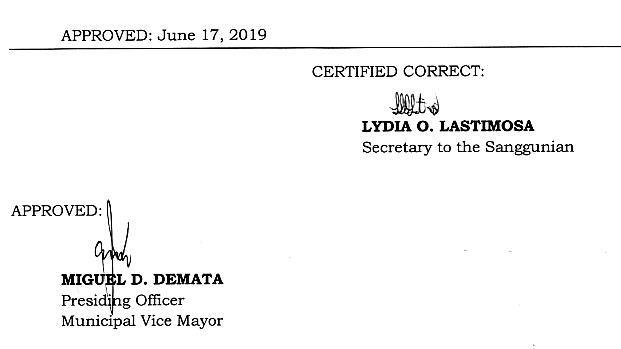 APPROVED: June 17, 2019
CERTIFIED CORRECT:
LYDIA O. LASTIMOSA
Secretary to the Sanggunian
APPROVED:
MIGUEL D. DEMATA
Presiding Officer
Municipal Vice Mayor